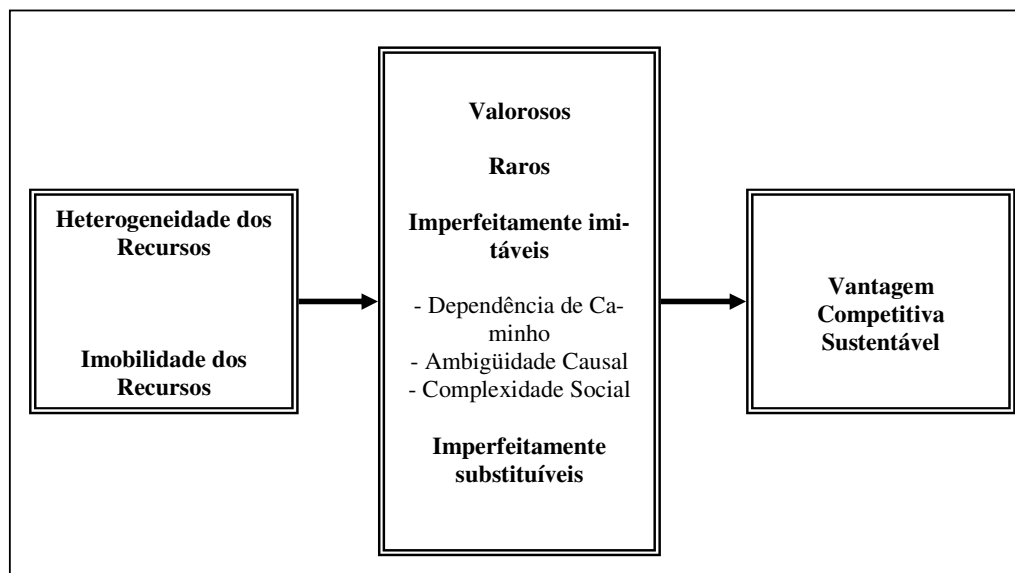 Heterogeneidade dos
Recursos
Imobilidade dos
Recursos
Valorosos
Raros
Imperfeitamente imi-
táveis
- Dependência de Ca-
minho
- Ambigüidade Causal
- Complexidade Social
Imperfeitamente
substituíveis
Vantagem
Competitiva
Sustentável